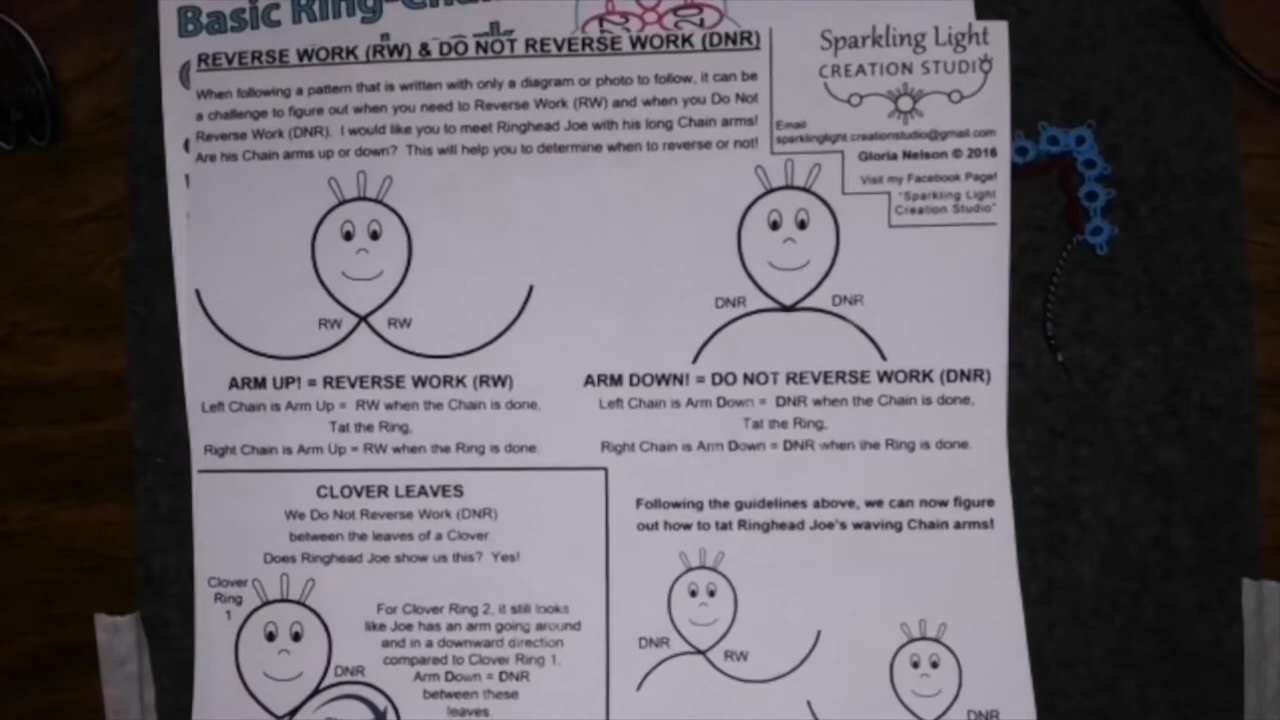 Basic Ring-
REVERSE WORK (RW) & DO NOT REVERSE WORK (DNR)
When following a pattern that is written with only a diagram or photo to follow, it can be
a challenge to figure out when you need to Reverse Work (RW) and when you Do Not
Reverse Work (DNR). I would like you to meet Ringhead Joe with his long Chain arms!
Are his Chain arms up or down? This will help you to determine when to reverse or not!
Sparkling Light
CREATION STUDIO
Email
sparklinglight.creationstudio@gmail.com
Gloria Nelson © 2016
Visit my Facebook Page!
"Sparkling Light
Creation Studio"
RW RW
DNR DNR
ARM UP! = REVERSE WORK (RW)
Left Chain is Arm Up = RW when the Chain is done,
Tat the Ring,
Right Chain is Arm Up = RW when the Ring is done.
ARM DOWN! = DO NOT REVERSE WORK (DNR)
Left Chain is Arm Down = DNR when the Chain is done,
Tat the Ring,
Right Chain is Arm Down = DNR when the Ring is done.
CLOVER LEAVES
We Do Not Reverse Work (DNR)
between the leaves of a Clover.
Does Ringhead Joe show us this? Yes!
Clover
Ring
1
DNR
For Clover Ring 2, it still looks
like Joe has an arm going around
and in a downward direction
compared to Clover Ring 1.
Arm Down = DNR
between these
leaves.
Following the guidelines above, we can now figure
out how to tat Ringhead Joe's waving Chain arms!
DNR
RW
DNR